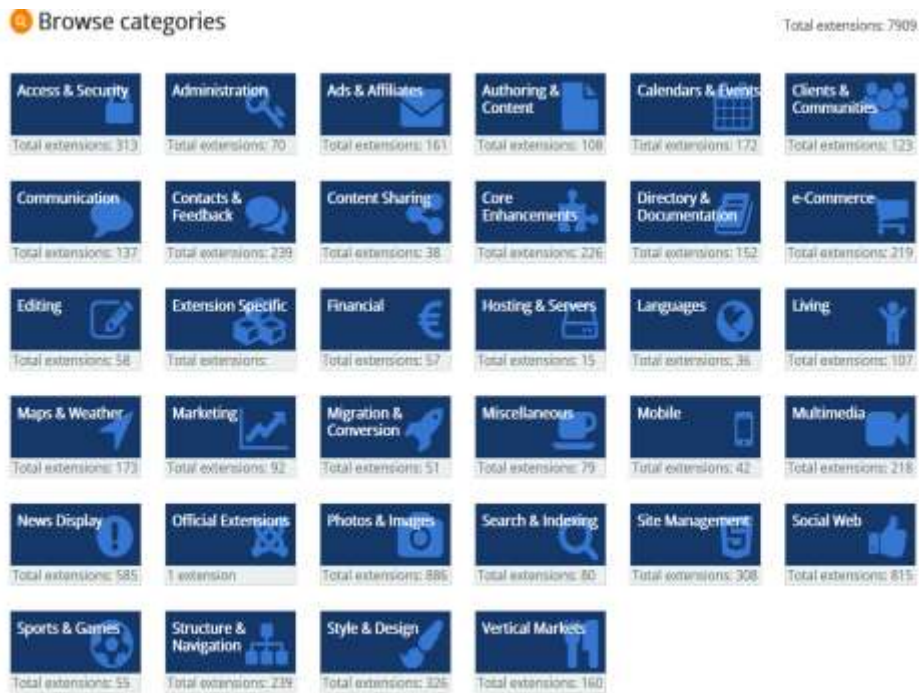 Browse categories
Total extensions: 7909
Access & Security
Administration
Ads & Affiliates
Authoring &
Content
Calendars & Events
Clients &
Communities
Total extensions: 313
Total extensions: 70
Total extensions: 161
Total extensions: 108
Total extensions: 172
Total extensions: 123
Communication
Contacts &
Feedback
Content Sharing
Core
Enhancements
Directory &
Documentation
e-Commerce
Total extensions: 137
Total extensions: 239
Total extensions: 38
Total extensions: 226
Total extensions: 152
Total extensions: 219
Editing
Extension Specific
Financial
Hosting & Servers
Languages
Living
Total extensions: 58
Total extensions:
Total extensions: 57
Total extensions: 15
Total extensions: 36
Total extensions: 107
Maps & Weather
Marketing
Migration &
Conversion
Miscellaneous
Mobile
Multimedia
Total extensions: 173
Total extensions: 92
Total extensions: 51
Total extensions: 79
Total extensions: 42
Total extensions: 218
News Display
Official Extensions
Photos & Images
Search & Indexing
Site Management
Social Web
Total extensions: 585
1 extension
Total extensions: 886
Total extensions: 80
Total extensions: 308
Total extensions: 815
Sports & Games
Structure &
Navigation
Style & Design
Vertical Markets
Total extensions: 55
Total extensions: 239
Total extensions: 326
Total extensions: 160